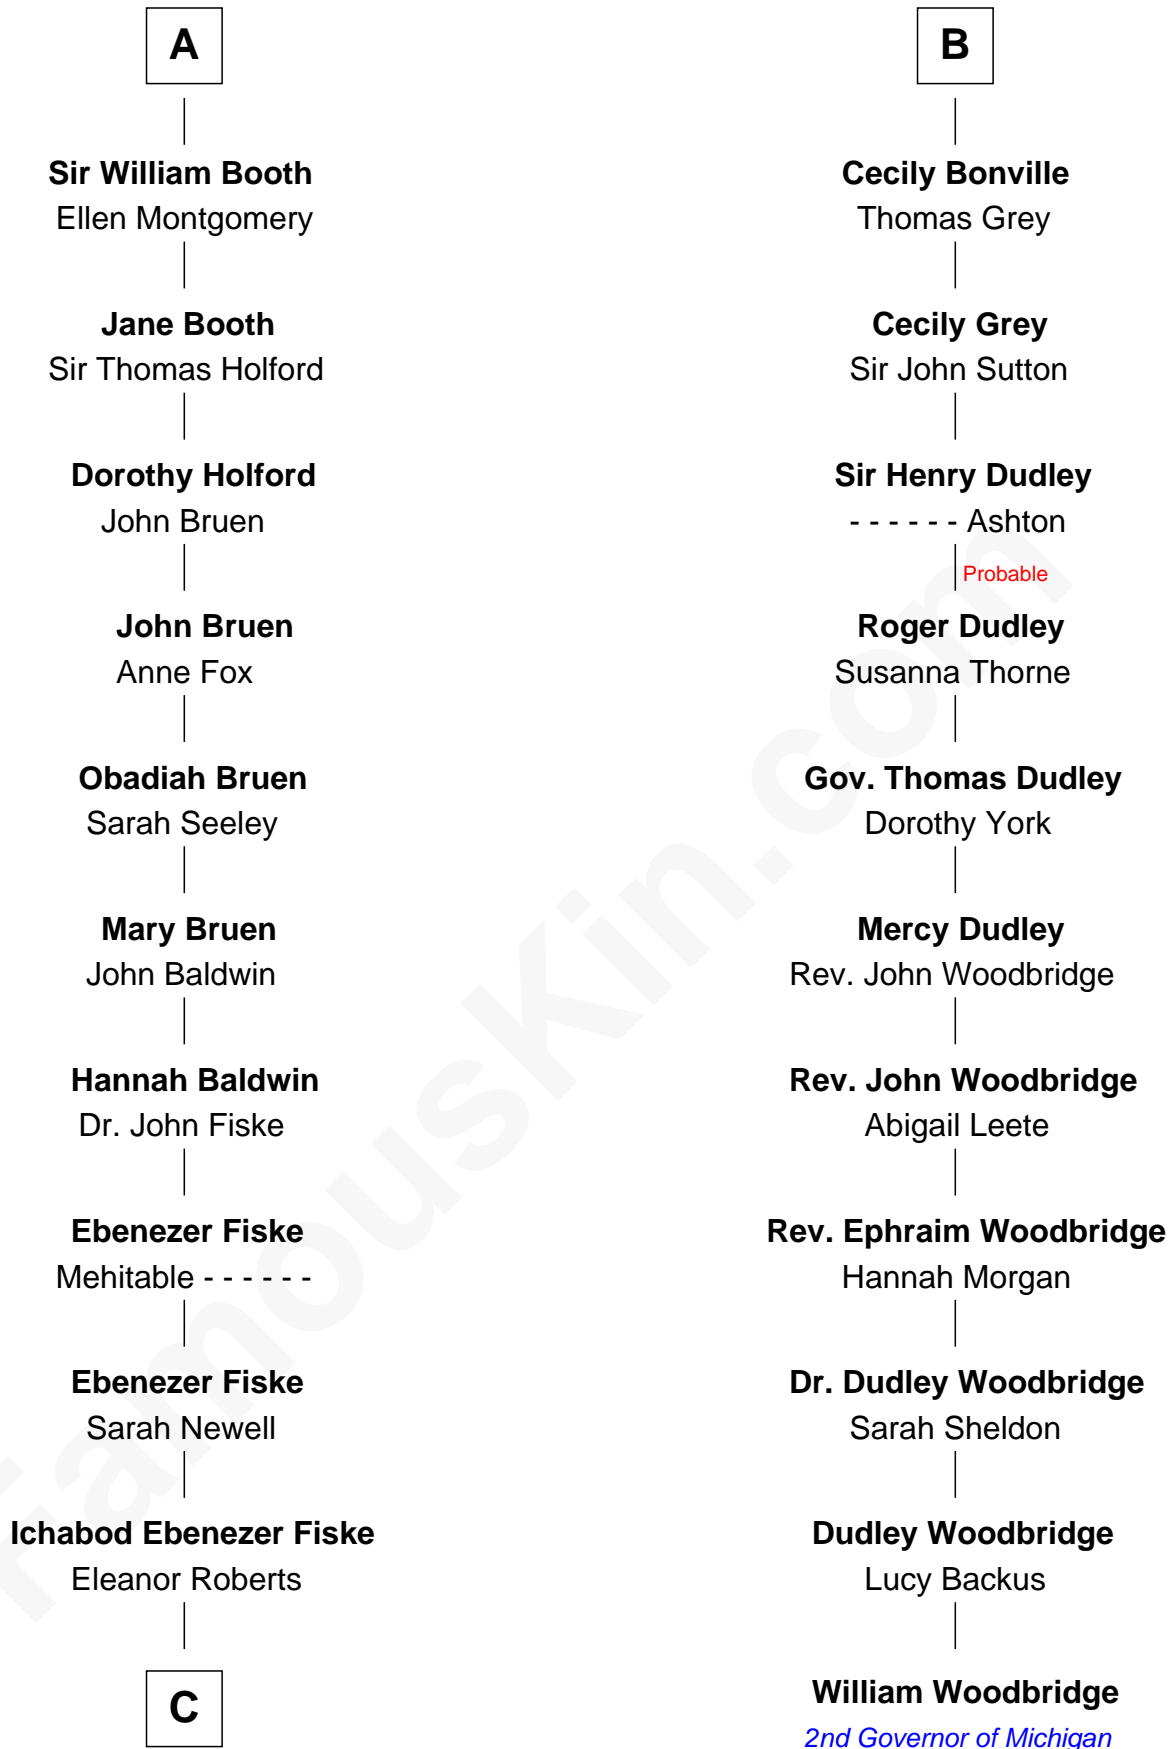 A
Sir William Booth
Ellen Montgomery
Jane Booth
Sir Thomas Holford
Dorothy Holford
John Bruen
John Bruen
Anne Fox
Obadiah Bruen
Sarah Seeley
Mary Bruen
John Baldwin
Hannah Baldwin
Dr. John Fiske
Ebenezer Fiske
Mehitable - - - - - -
Ebenezer Fiske
Sarah Newell
Ichabod Ebenezer Fiske
Eleanor Roberts
C
B
Cecily Bonville
Thomas Grey
Cecily Grey
Sir John Sutton
Sir Henry Dudley
- - - - - - Ashton
Probable
Roger Dudley
Susanna Thorne
Gov. Thomas Dudley
Dorothy York
Mercy Dudley
Rev. John Woodbridge
Rev. John Woodbridge
Abigail Leete
Rev. Ephraim Woodbridge
Hannah Morgan
Dr. Dudley Woodbridge
Sarah Sheldon
Dudley Woodbridge
Lucy Backus
William Woodbridge
2nd Governor of Michigan
FamousKin.com